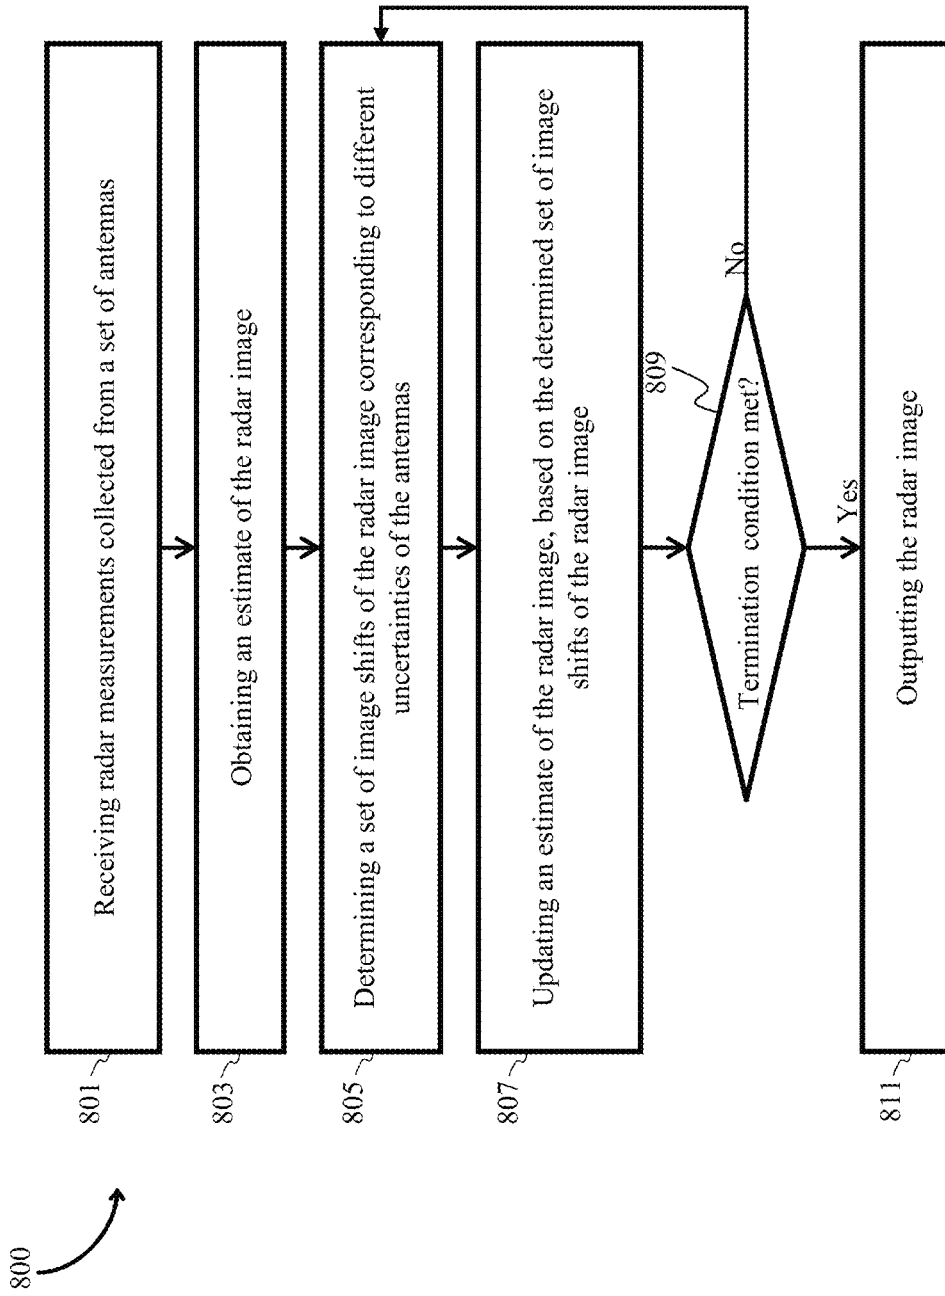 800
801
Receiving radar measurements collected from a set of antennas
803
Obtaining an estimate of the radar image
805
Determining a set of image shifts of the radar image corresponding to different
uncertainties of the antennas
807
Updating an estimate of the radar image, based on the determined set of image
shifts of the radar image
809
Termination condition met?
No
Yes
811
Outputting the radar image